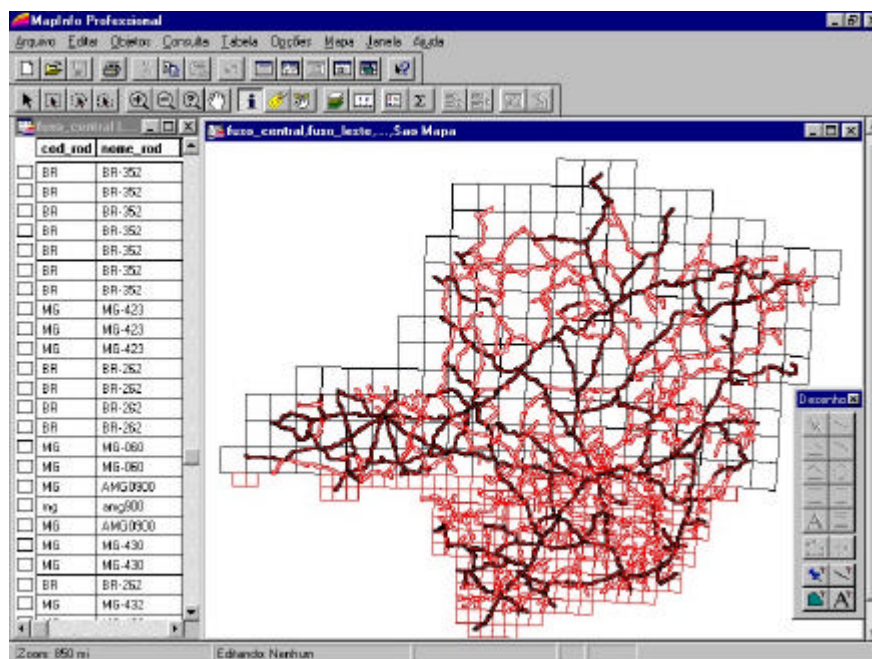 MapInfo Professional
Arquivo Editar Objetos Consulta Tabela Opções Mapa Janela Ajuda
fuso_central
cod_rod nome_rod
BR BR-352
BR BR-352
BR BR-352
BR BR-352
BR BR-352
BR BR-352
BR BR-352
MG MG-423
MG MG-423
MG MG-423
BR BR-262
BR BR-262
BR BR-262
BR BR-262
MG MG-060
MG MG-060
MG AMG0900
mg amg900
MG AMG0900
MG MG-430
MG MG-430
BR BR-262
MG MG-432
fuso_central,fuso_leste,...,Sao Mapa
Desenho
Zoom: 850 mi
Editando: Nenhum